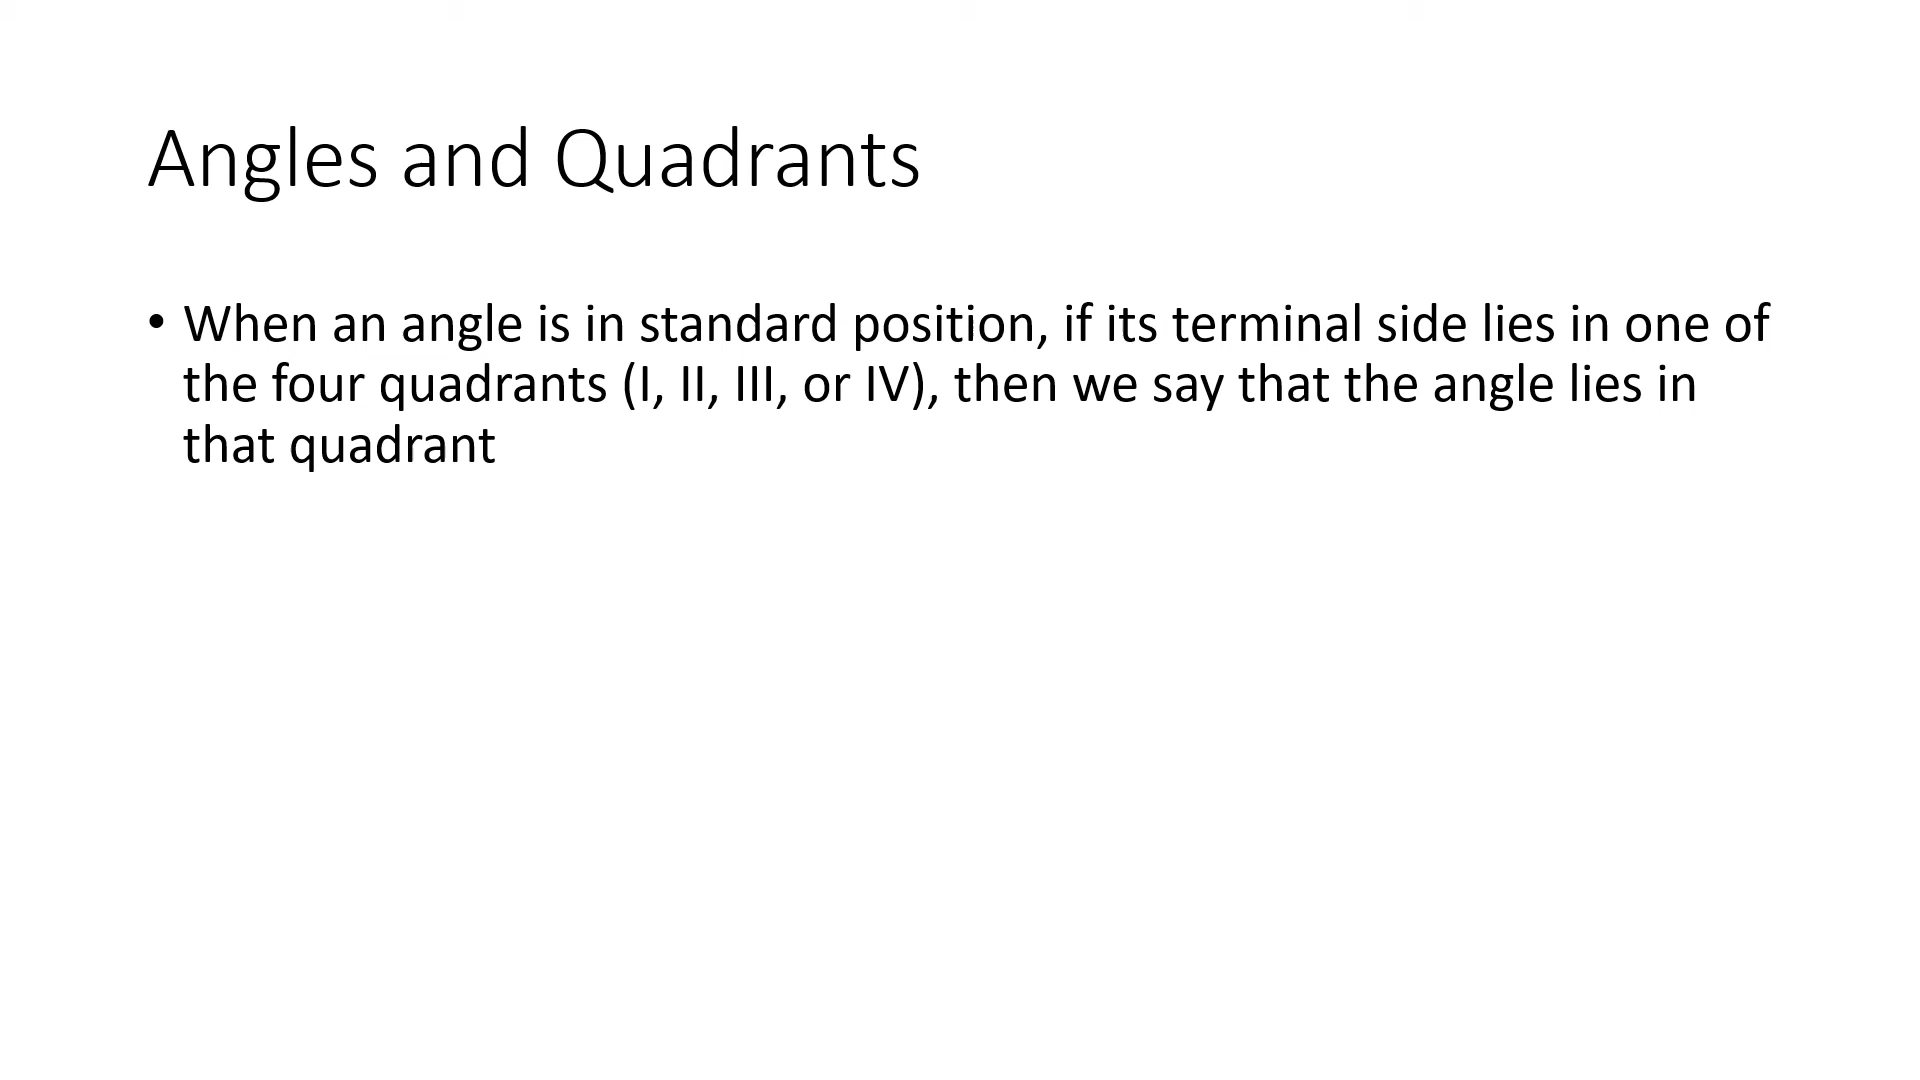 Angles and Quadrants
• When an angle is in standard position, if its terminal side lies in one of
the four quadrants (I, II, III, or IV), then we say that the angle lies in
that quadrant